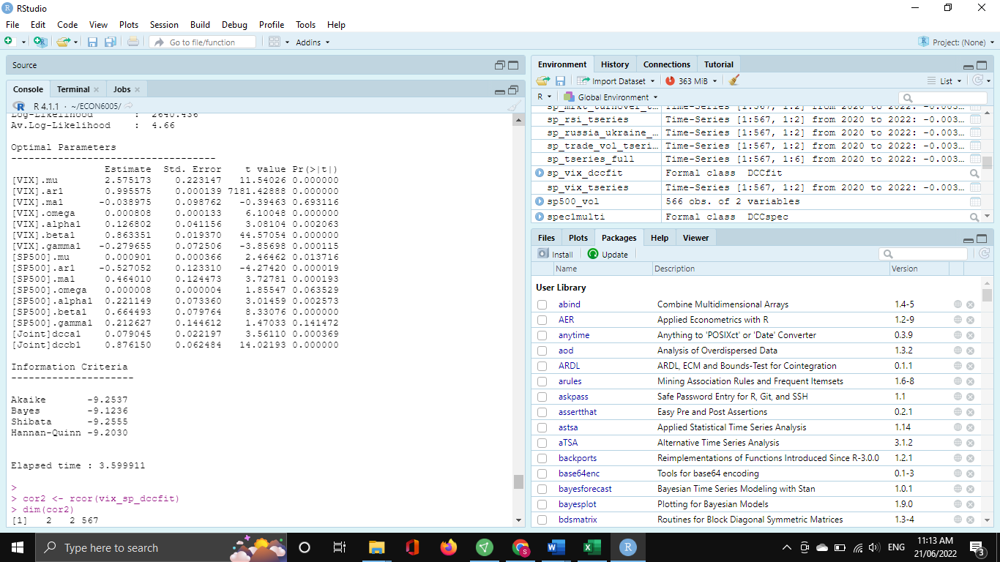 RStudio
File Edit Code View Plots Session Build Debug Profile Tools Help
Go to file/function Addins Project: (None)
Source
Console Terminal Jobs
R 4.1.1 · ~/ECON6005/
Log-Likelihood : 2640.436
Av.Log-Likelihood : 4.66
Optimal Parameters
-----------------------------------
Estimate Std. Error t value Pr(>|t|)
[VIX].mu 2.575173 0.223147 11.54026 0.000000
[VIX].ar1 0.995575 0.000139 7181.42888 0.000000
[VIX].ma1 -0.038975 0.098762 -0.39463 0.693116
[VIX].omega 0.000808 0.000133 6.10048 0.000000
[VIX].alpha1 0.126802 0.041156 3.08104 0.002063
[VIX].beta1 0.863351 0.019370 44.57054 0.000000
[VIX].gamma1 -0.279655 0.072506 -3.85698 0.000115
[SP500].mu 0.000901 0.000366 2.46462 0.013716
[SP500].ar1 -0.527052 0.123310 -4.27420 0.000019
[SP500].ma1 0.464010 0.124473 3.72781 0.000193
[SP500].omega 0.000008 0.000004 1.85547 0.063529
[SP500].alpha1 0.221149 0.073360 3.01459 0.002573
[SP500].beta1 0.664493 0.079764 8.33076 0.000000
[SP500].gamma1 0.212627 0.144612 1.47033 0.141472
[Joint]dcca1 0.079045 0.022197 3.56110 0.000369
[Joint]dccb1 0.876150 0.062484 14.02193 0.000000
Information Criteria
---------------------
Akaike -9.2537
Bayes -9.1236
Shibata -9.2555
Hannan-Quinn -9.2030
Elapsed time : 3.599911
>
> cor2 <- rcor(vix_sp_dccfit)
> dim(cor2)
[1] 2 2 567
Environment History Connections Tutorial
Import Dataset 363 MiB List
R Global Environment
sp_mrkt_turnover_t… Time-Series [1:567, 1:2] from 2020 to 2022: -0.003…
sp_rsi_tseries Time-Series [1:567, 1:2] from 2020 to 2022: -0.003…
sp_russia_ukraine_… Time-Series [1:567, 1:2] from 2020 to 2022: -0.003…
sp_trade_vol_tseri… Time-Series [1:567, 1:2] from 2020 to 2022: -0.003…
sp_tseries_full Time-Series [1:567, 1:6] from 2020 to 2022: -0.003…
sp_vix_dccfit Formal class DCCfit
sp_vix_tseries Time-Series [1:567, 1:2] from 2020 to 2022: -0.003…
sp500_vol 566 obs. of 2 variables
spec1multi Formal class DCCspec
Files Plots Packages Help Viewer
Install Update
Name Description Version
User Library
abind Combine Multidimensional Arrays 1.4-5
AER Applied Econometrics with R 1.2-9
anytime Anything to 'POSIXct' or 'Date' Converter 0.3.9
aod Analysis of Overdispersed Data 1.3.2
ARDL ARDL, ECM and Bounds-Test for Cointegration 0.1.1
arules Mining Association Rules and Frequent Itemsets 1.6-8
askpass Safe Password Entry for R, Git, and SSH 1.1
assertthat Easy Pre and Post Assertions 0.2.1
astsa Applied Statistical Time Series Analysis 1.14
aTSA Alternative Time Series Analysis 3.1.2
backports Reimplementations of Functions Introduced Since R-3.0.0 1.2.1
base64enc Tools for base64 encoding 0.1-3
bayesforecast Bayesian Time Series Modeling with Stan 1.0.1
bayesplot Plotting for Bayesian Models 1.9.0
bdsmatrix Routines for Block Diagonal Symmetric Matrices 1.3-4
Type here to search
ENG
11:13 AM
21/06/2022
3